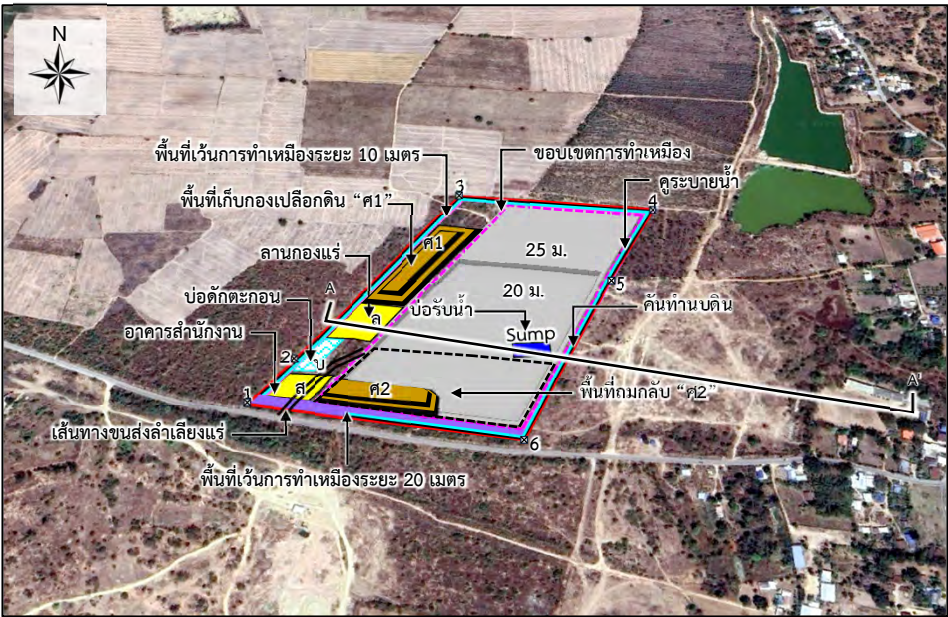 N
พื้นที่เว้นการทำเหมืองระยะ 10 เมตร
ขอบเขตการทำเหมือง
3
คูระบายน้ำ
พื้นที่เก็บกองเปลือกดิน “ศ1”
4
ศ1
25 ม.
ลานกองแร่
5
20 ม.
บ่อดักตะกอน
A
บ่อรับน้ำ
คันทำนบดิน
ล
อาคารสำนักงาน
Sump
2
บ
A'
1
ส
ศ2
พื้นที่ถมกลับ “ศ2”
เส้นทางขนส่งลำเลียงแร่
6
พื้นที่เว้นการทำเหมืองระยะ 20 เมตร